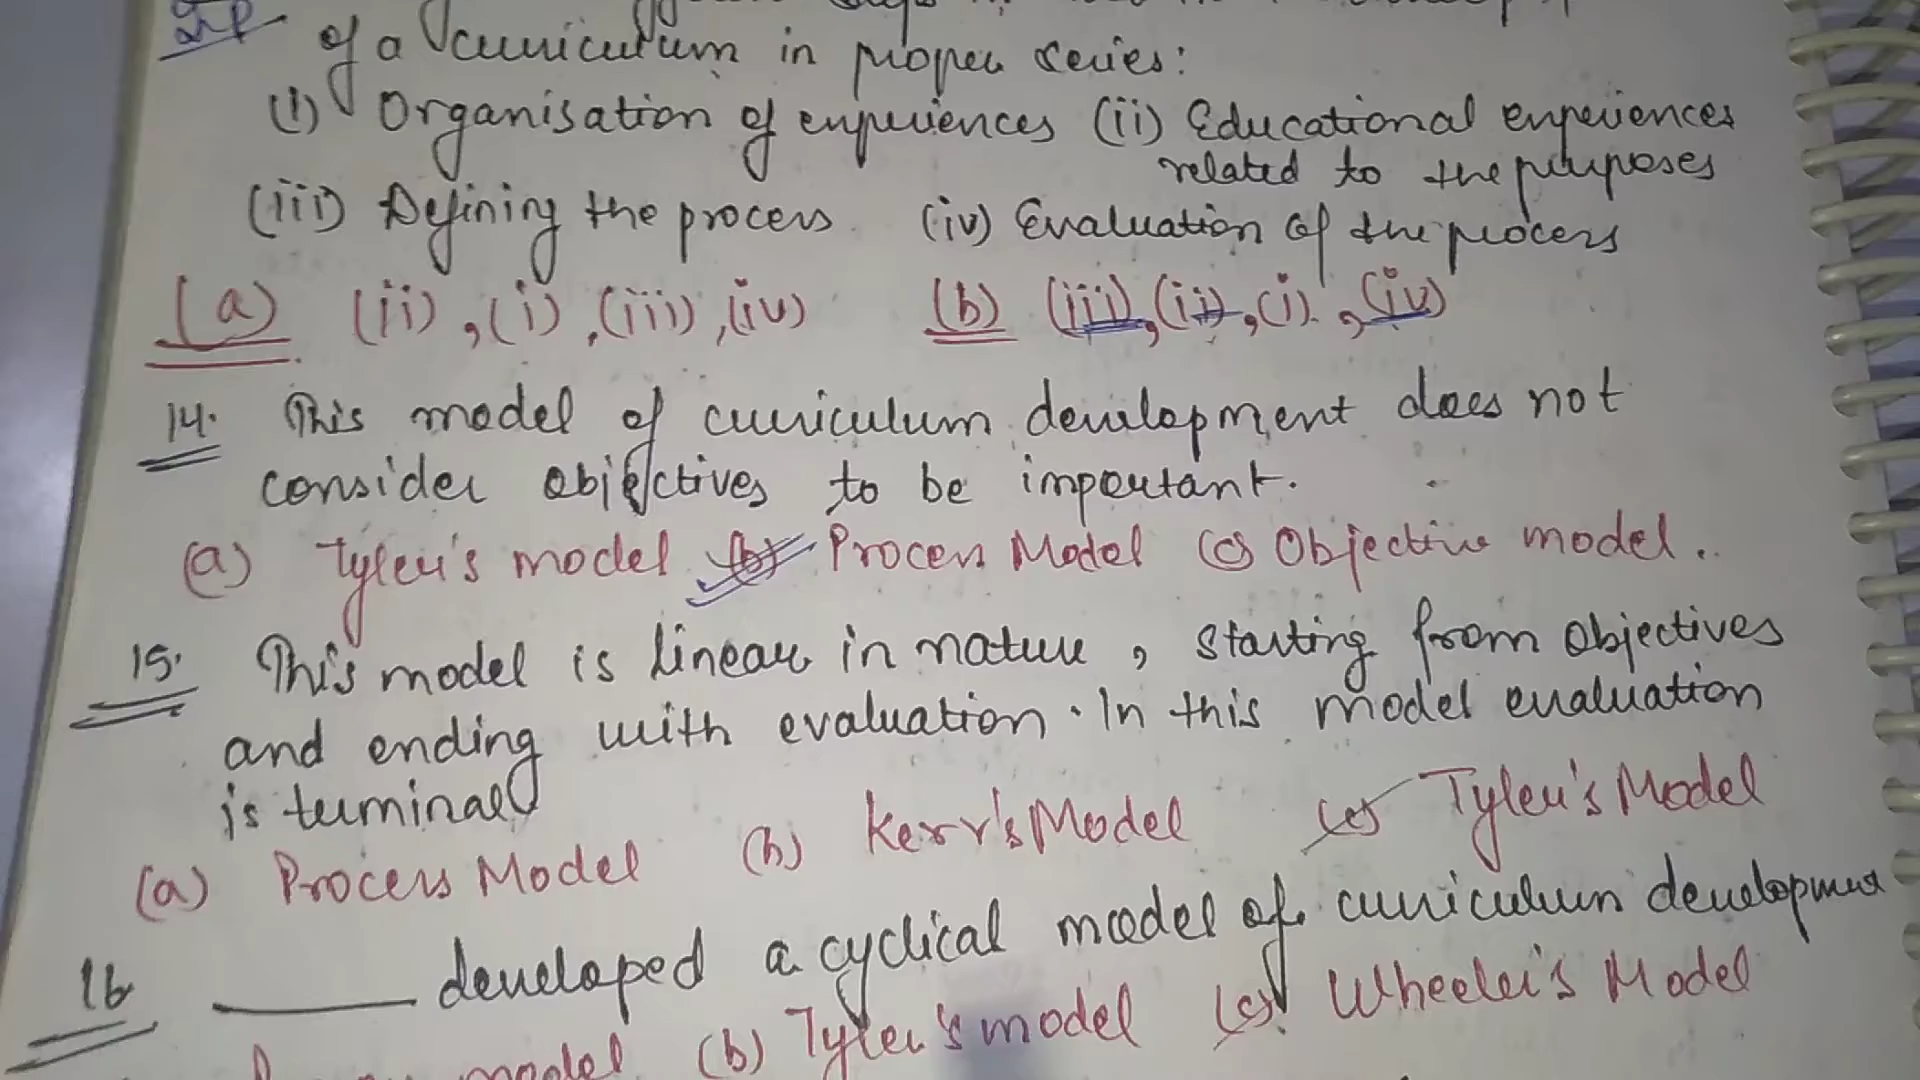 of a curriculum in proper series:
(i) Organisation of experiences (ii) Educational experiences
related to the purposes
(iii) Defining the process (iv) Evaluation of the process
(a) (ii), (i), (iii), (iv) (b) (iii), (ii), (i), (iv)
14. This model of curriculum development does not
consider objectives to be important.
(a) Tyler's model (b) Process Model (c) Objective model.
15. This model is linear in nature, starting from objectives
and ending with evaluation. In this model evaluation
is terminal
(a) Process Model (b) Kerr's Model (c) Tyler's Model
16 ______ developed a cyclical model of curriculum development
model (b) Tyler's model (c) Wheeler's Model